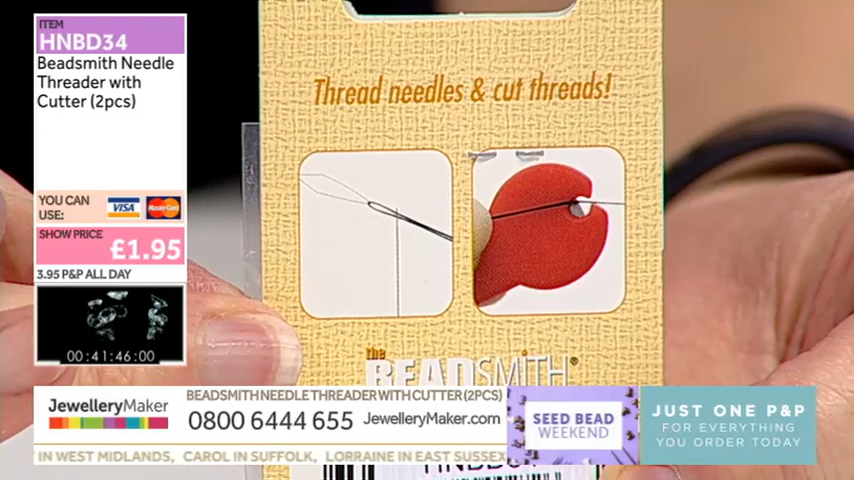 ITEM
HNBD34
Beadsmith Needle
Threader with
Cutter (2pcs)
YOU CAN
USE:
VISA
MasterCard
SHOW PRICE
£1.95
3.95 P&P ALL DAY
00:41:46:00
Thread needles & cut threads!
the
BEADSMITH®
JewelleryMaker
BEADSMITH NEEDLE THREADER WITH CUTTER (2PCS)
0800 6444 655
JewelleryMaker.com
SEED BEAD
WEEKEND
JUST ONE P&P
FOR EVERYTHING
YOU ORDER TODAY
IN WEST MIDLANDS, CAROL IN SUFFOLK, LORRAINE IN EAST SUSSEX